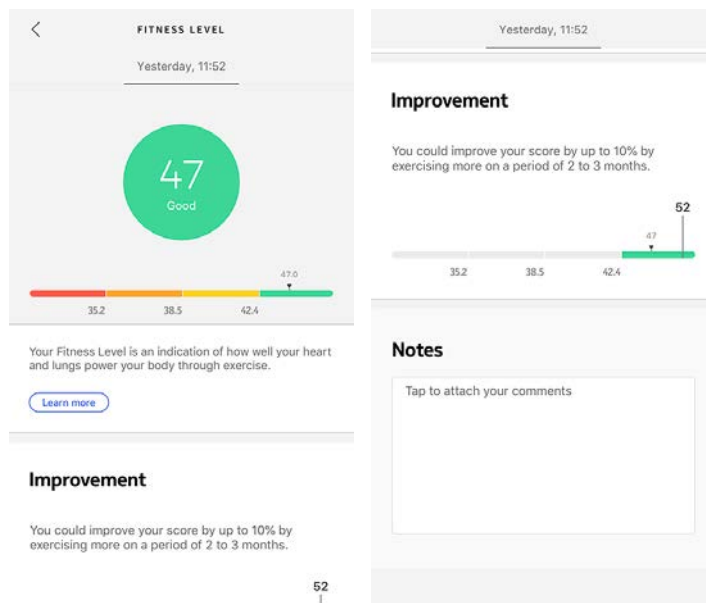 FITNESS LEVEL
Yesterday, 11:52
47
Good
47.0
35.2 38.5 42.4
Your Fitness Level is an indication of how well your heart
and lungs power your body through exercise.
Learn more
Improvement
You could improve your score by up to 10% by
exercising more on a period of 2 to 3 months.
52
Yesterday, 11:52
Improvement
You could improve your score by up to 10% by
exercising more on a period of 2 to 3 months.
52
47
35.2 38.5 42.4
Notes
Tap to attach your comments